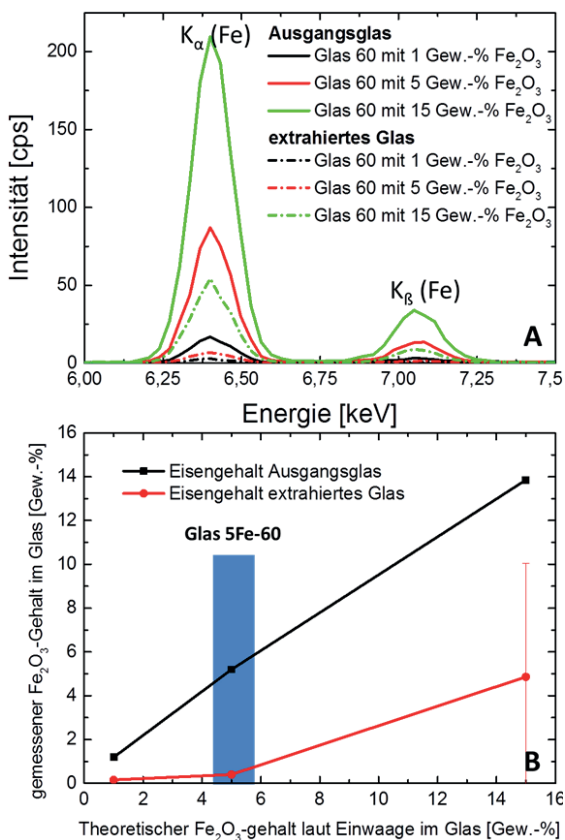 Kα (Fe)
Ausgangsglas
Glas 60 mit 1 Gew.-% Fe₂O₃
Glas 60 mit 5 Gew.-% Fe₂O₃
Glas 60 mit 15 Gew.-% Fe₂O₃
extrahiertes Glas
Glas 60 mit 1 Gew.-% Fe₂O₃
Glas 60 mit 5 Gew.-% Fe₂O₃
Glas 60 mit 15 Gew.-% Fe₂O₃
Kß (Fe)
A
Intensität [cps]
200
150
100
50
0
6,00 6,25 6,50 6,75 7,00 7,25 7,5
Energie [keV]
Eisengehalt Ausgangsglas
Eisengehalt extrahiertes Glas
Glas 5Fe-60
B
gemessener Fe₂O₃-Gehalt im Glas [Gew.-%]
16
14
12
10
8
6
4
2
0
0 2 4 6 8 10 12 14 16
Theoretischer Fe₂O₃-gehalt laut Einwaage im Glas [Gew.-%]